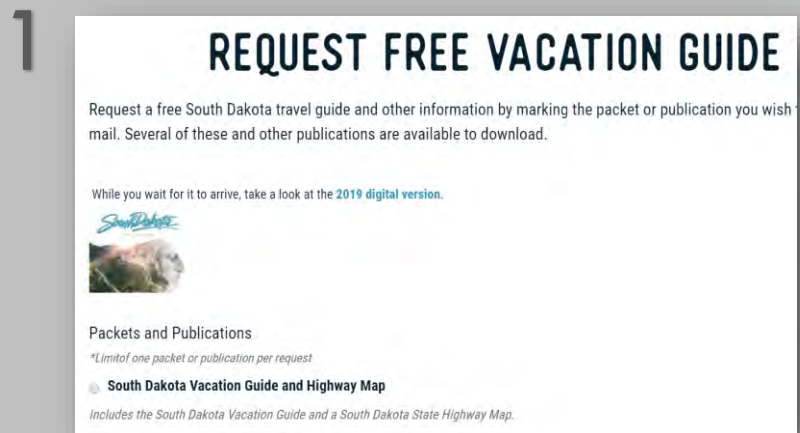 1
REQUEST FREE VACATION GUIDE
Request a free South Dakota travel guide and other information by marking the packet or publication you wish
mail. Several of these and other publications are available to download.
While you wait for it to arrive, take a look at the 2019 digital version.
South Dakota
Packets and Publications
*Limitof one packet or publication per request
South Dakota Vacation Guide and Highway Map
Includes the South Dakota Vacation Guide and a South Dakota State Highway Map.